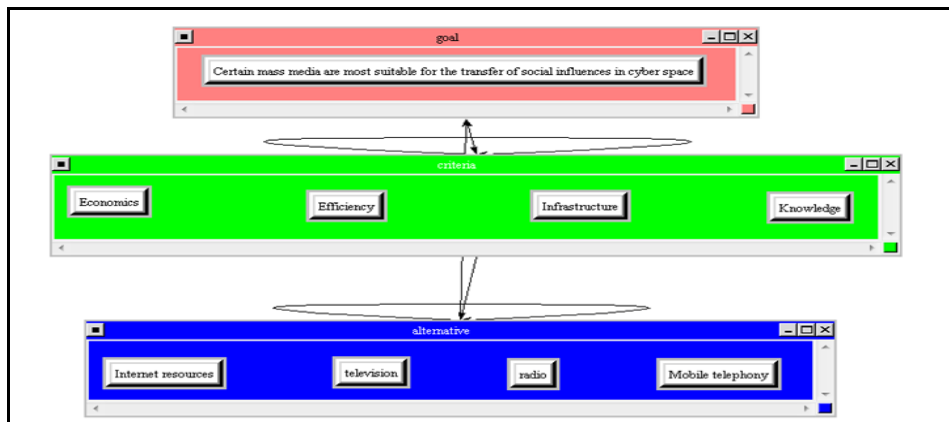 goal
Certain mass media are most suitable for the transfer of social influences in cyber space
criteria
Economics
Efficiency
Infrastructure
Knowledge
alternative
Internet resources
television
radio
Mobile telephony